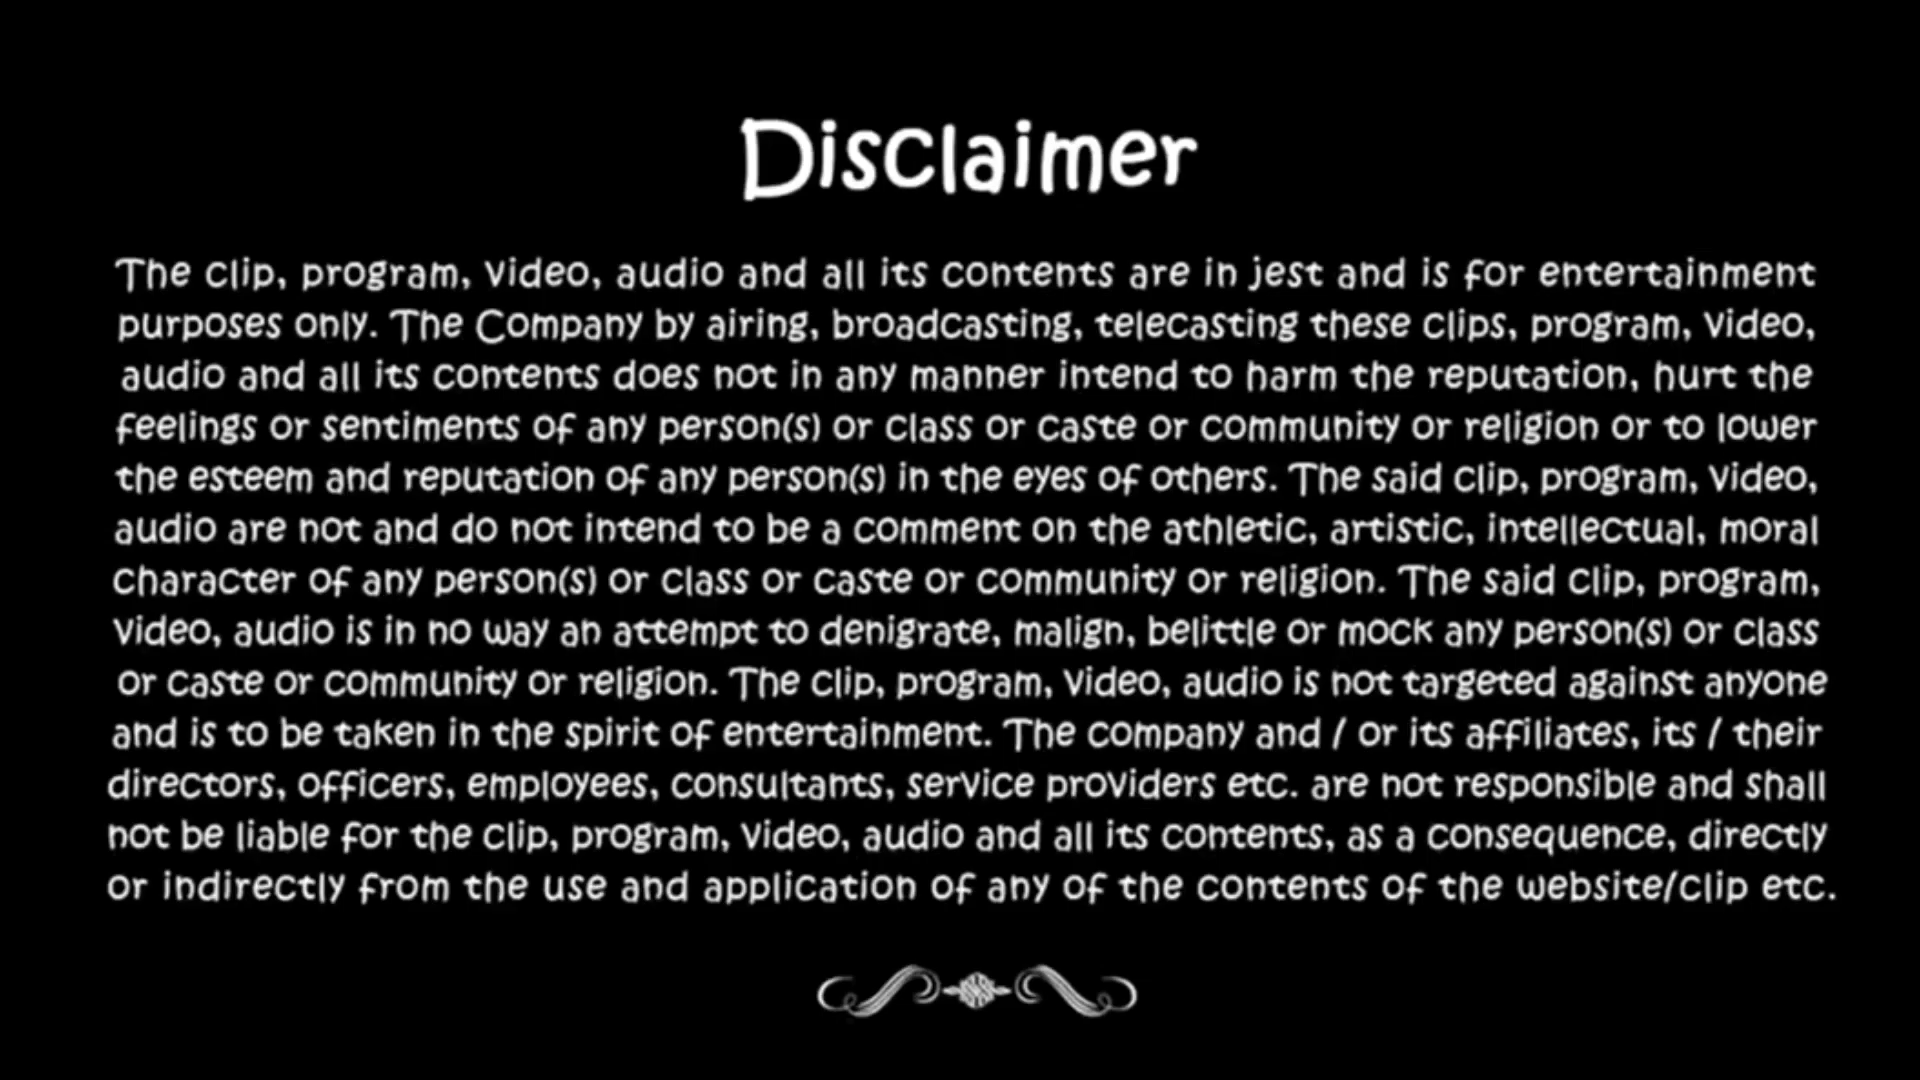 Disclaimer
The clip, program, video, audio and all its contents are in jest and is for entertainment
purposes only. The Company by airing, broadcasting, telecasting these clips, program, video,
audio and all its contents does not in any manner intend to harm the reputation, hurt the
feelings or sentiments of any person(s) or class or caste or community or religion or to lower
the esteem and reputation of any person(s) in the eyes of others. The said clip, program, video,
audio are not and do not intend to be a comment on the athletic, artistic, intellectual, moral
character of any person(s) or class or caste or community or religion. The said clip, program,
video, audio is in no way an attempt to denigrate, malign, belittle or mock any person(s) or class
or caste or community or religion. The clip, program, video, audio is not targeted against anyone
and is to be taken in the spirit of entertainment. The company and / or its affiliates, its / their
directors, officers, employees, consultants, service providers etc. are not responsible and shall
not be liable for the clip, program, video, audio and all its contents, as a consequence, directly
or indirectly from the use and application of any of the contents of the website/clip etc.